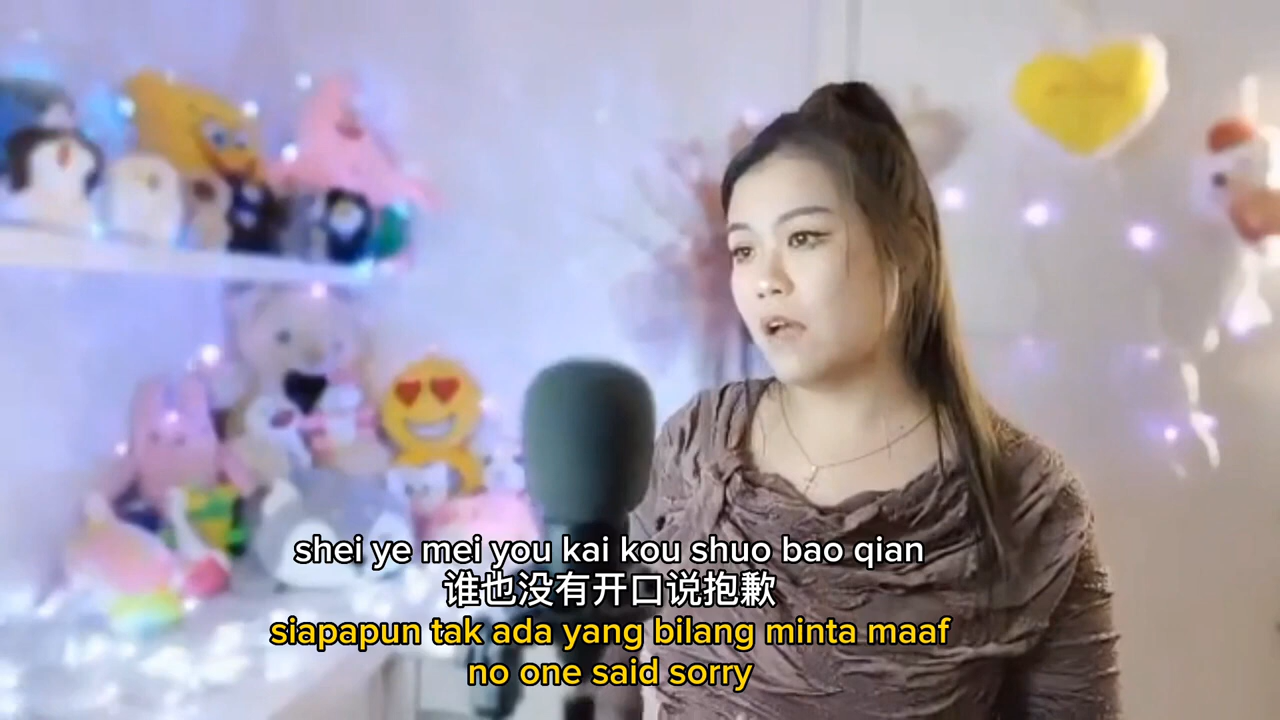 shei ye mei you kai kou shuo bao qian
谁也没有开口说抱歉
siapapun tak ada yang bilang minta maaf
no one said sorry